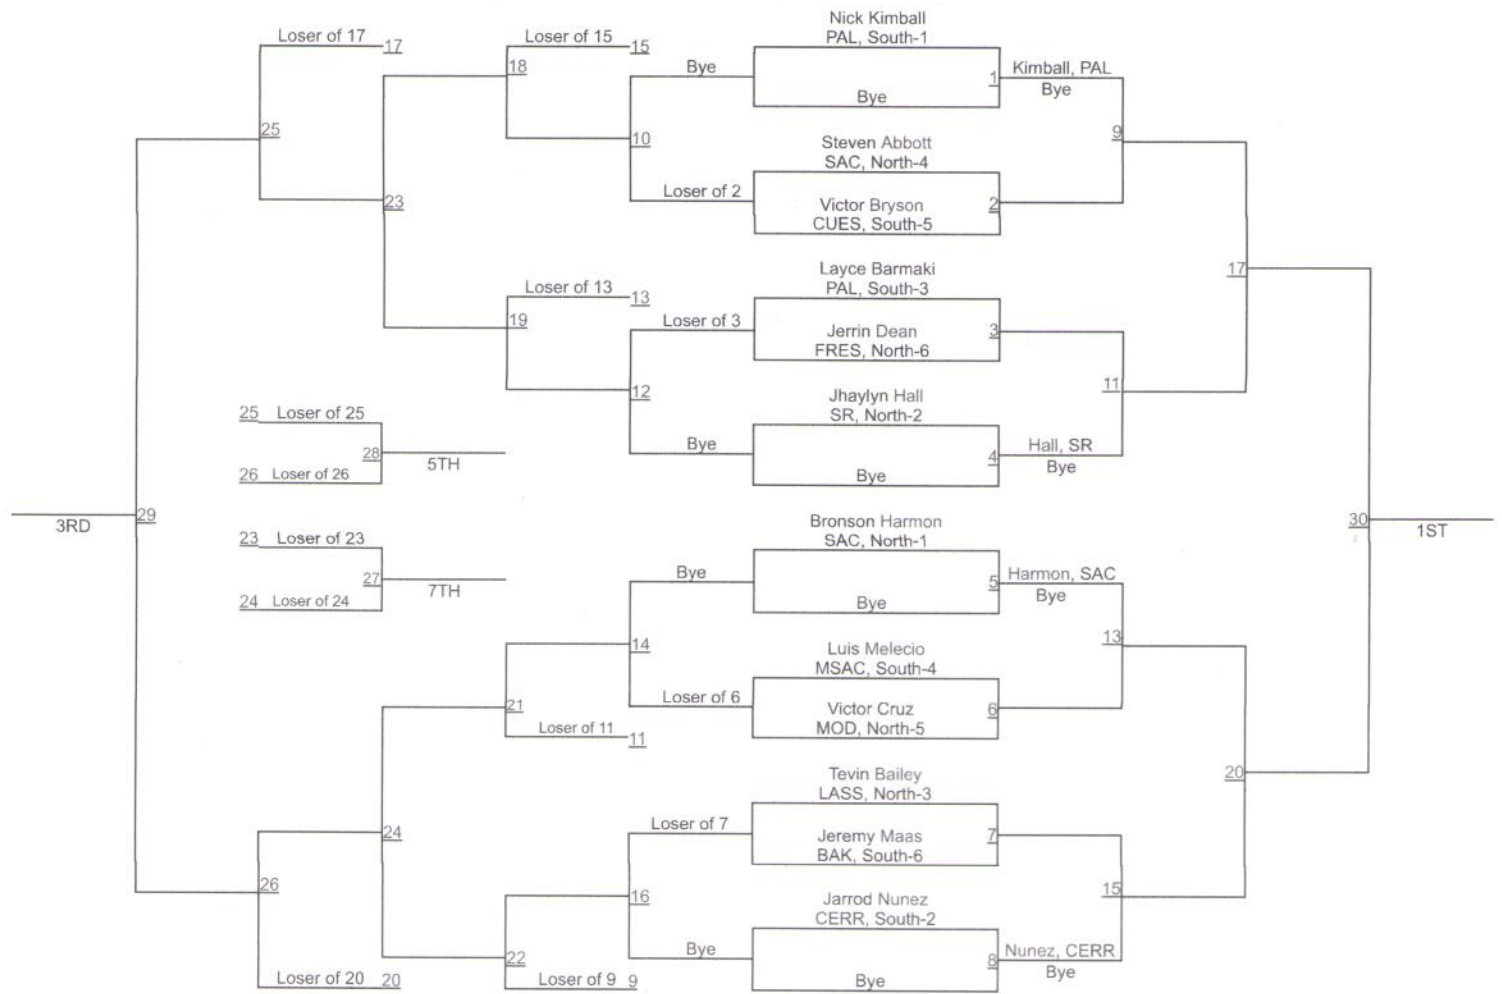 Nick Kimball
PAL, South-1
Loser of 17 17
Loser of 15 15
18
Bye
1
Kimball, PAL
Bye
Bye
25
10
9
Steven Abbott
SAC, North-4
Loser of 2
23
Victor Bryson
2
CUES, South-5
Layce Barmaki
PAL, South-3
17
Loser of 13 13
19
Loser of 3
Jerrin Dean
3
FRES, North-6
12
11
Jhaylyn Hall
SR, North-2
25 Loser of 25
28
5TH
26 Loser of 26
Bye
4
Hall, SR
Bye
Bye
3RD
29
Bronson Harmon
SAC, North-1
30
1ST
23 Loser of 23
27
7TH
24 Loser of 24
Bye
5
Harmon, SAC
Bye
Bye
14
13
Luis Melecio
MSAC, South-4
21
Loser of 6
Victor Cruz
6
MOD, North-5
Loser of 11 11
Tevin Bailey
LASS, North-3
20
24
Loser of 7
Jeremy Maas
7
BAK, South-6
26
16
15
Jarrod Nunez
CERR, South-2
22
Bye
8
Nunez, CERR
Bye
Bye
Loser of 20 20
Loser of 9 9